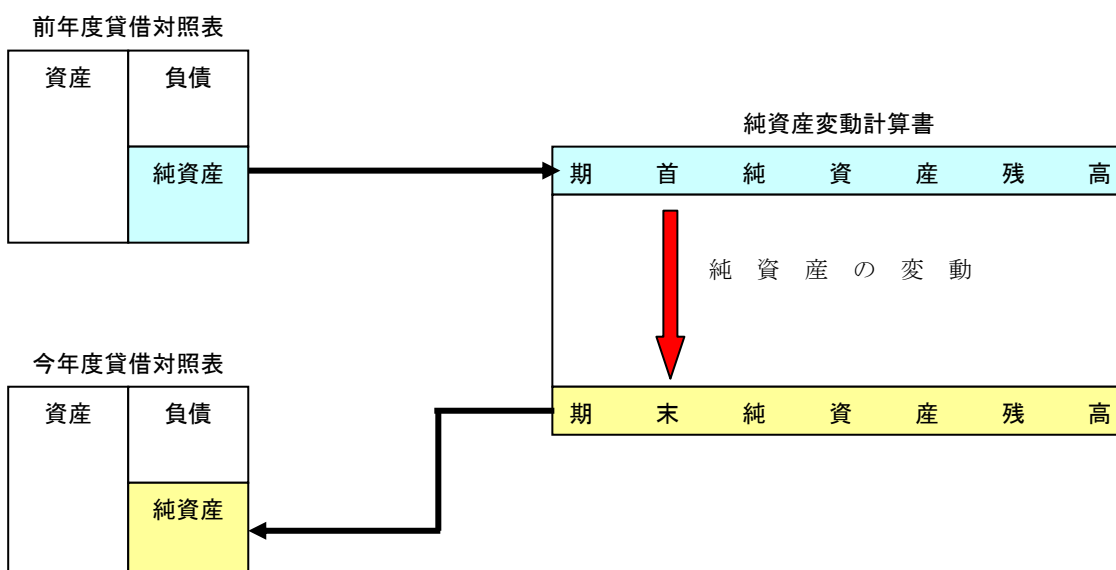 前年度貸借対照表
資産 負債
純資産
純資産変動計算書
期首純資産残高
純資産の変動
期末純資産残高
今年度貸借対照表
資産 負債
純資産